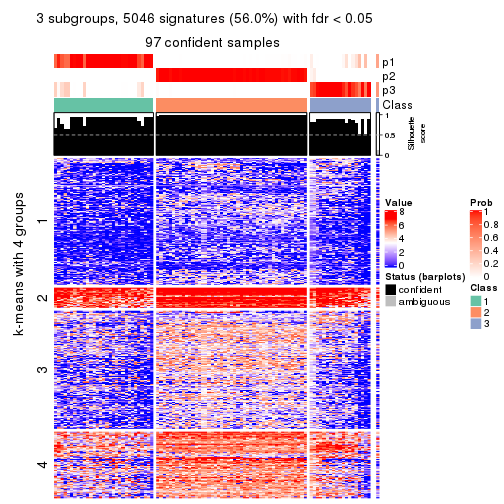 3 subgroups, 5046 signatures (56.0%) with fdr < 0.05
97 confident samples
p1
p2
p3
Class
1
0.5
0
Silhouette
score
k-means with 4 groups
1
2
3
4
Value
8
6
4
2
0
Status (barplots)
confident
ambiguous
Prob
1
0.8
0.6
0.4
0.2
0
Class
1
2
3